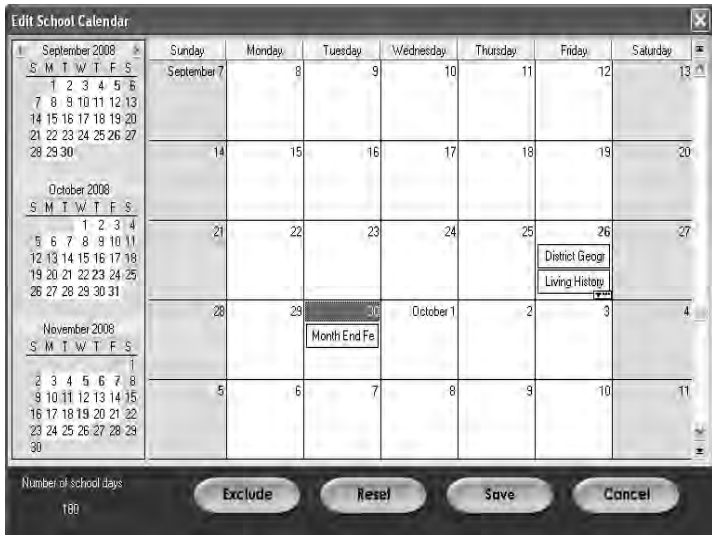 Edit School Calendar
September 2008
S M T W T F S
1 2 3 4 5 6
7 8 9 10 11 12 13
14 15 16 17 18 19 20
21 22 23 24 25 26 27
28 29 30
October 2008
S M T W T F S
1 2 3 4
5 6 7 8 9 10 11
12 13 14 15 16 17 18
19 20 21 22 23 24 25
26 27 28 29 30 31
November 2008
S M T W T F S
1
2 3 4 5 6 7 8
9 10 11 12 13 14 15
16 17 18 19 20 21 22
23 24 25 26 27 28 29
30
Sunday Monday Tuesday Wednesday Thursday Friday Saturday
September 7 8 9 10 11 12 13
14 15 16 17 18 19 20
21 22 23 24 25 26 27
District Geogr
Living History
28 29 30 October 1 2 3 4
Month End Fe
5 6 7 8 9 10 11
Number of school days
180
Exclude Reset Save Cancel